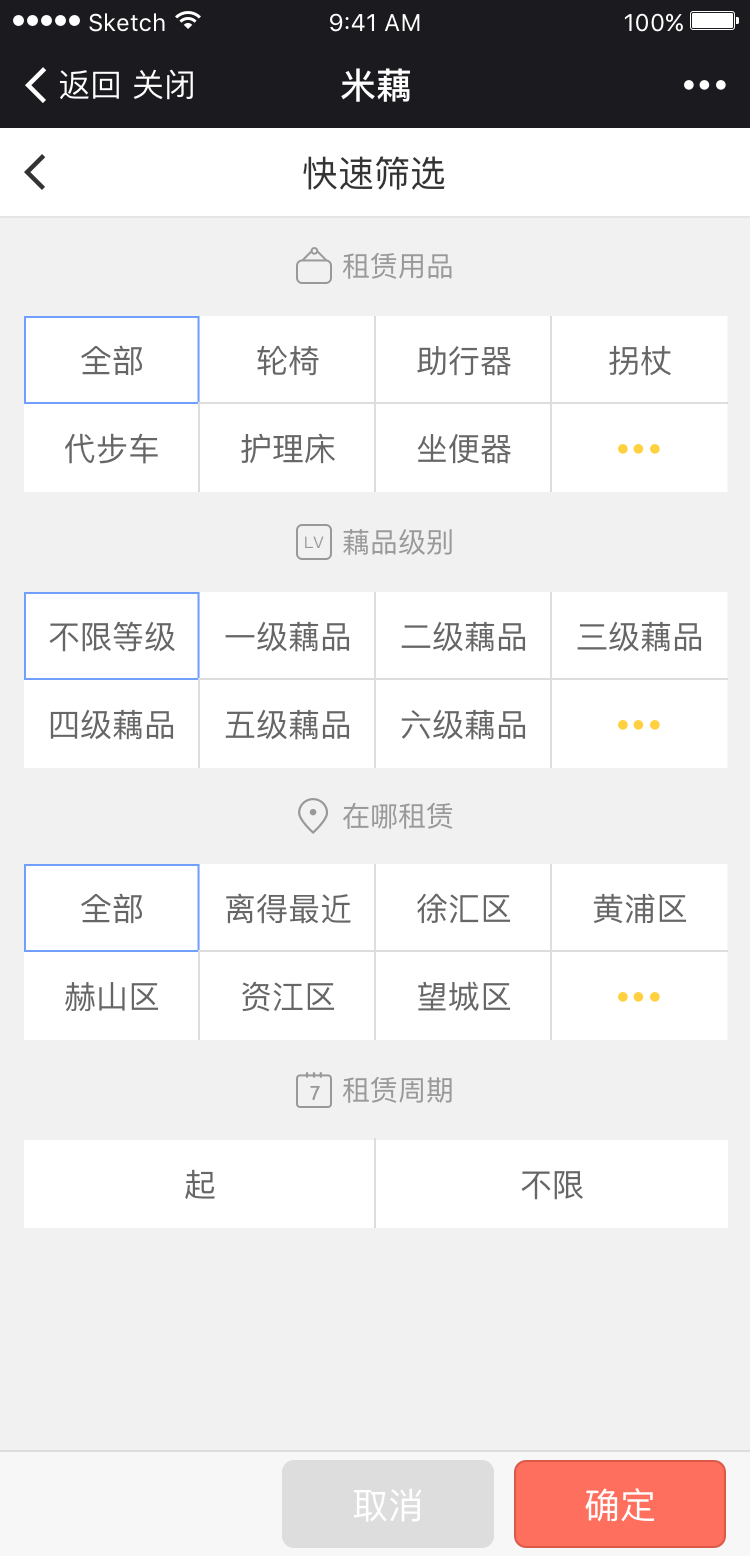 Sketch 9:41 AM 100%
返回 关闭 米藕
快速筛选
租赁用品
全部 轮椅 助行器 拐杖
代步车 护理床 坐便器
LV 藕品级别
不限等级 一级藕品 二级藕品 三级藕品
四级藕品 五级藕品 六级藕品
在哪租赁
全部 离得最近 徐汇区 黄浦区
赫山区 资江区 望城区
7 租赁周期
起 不限
取消 确定